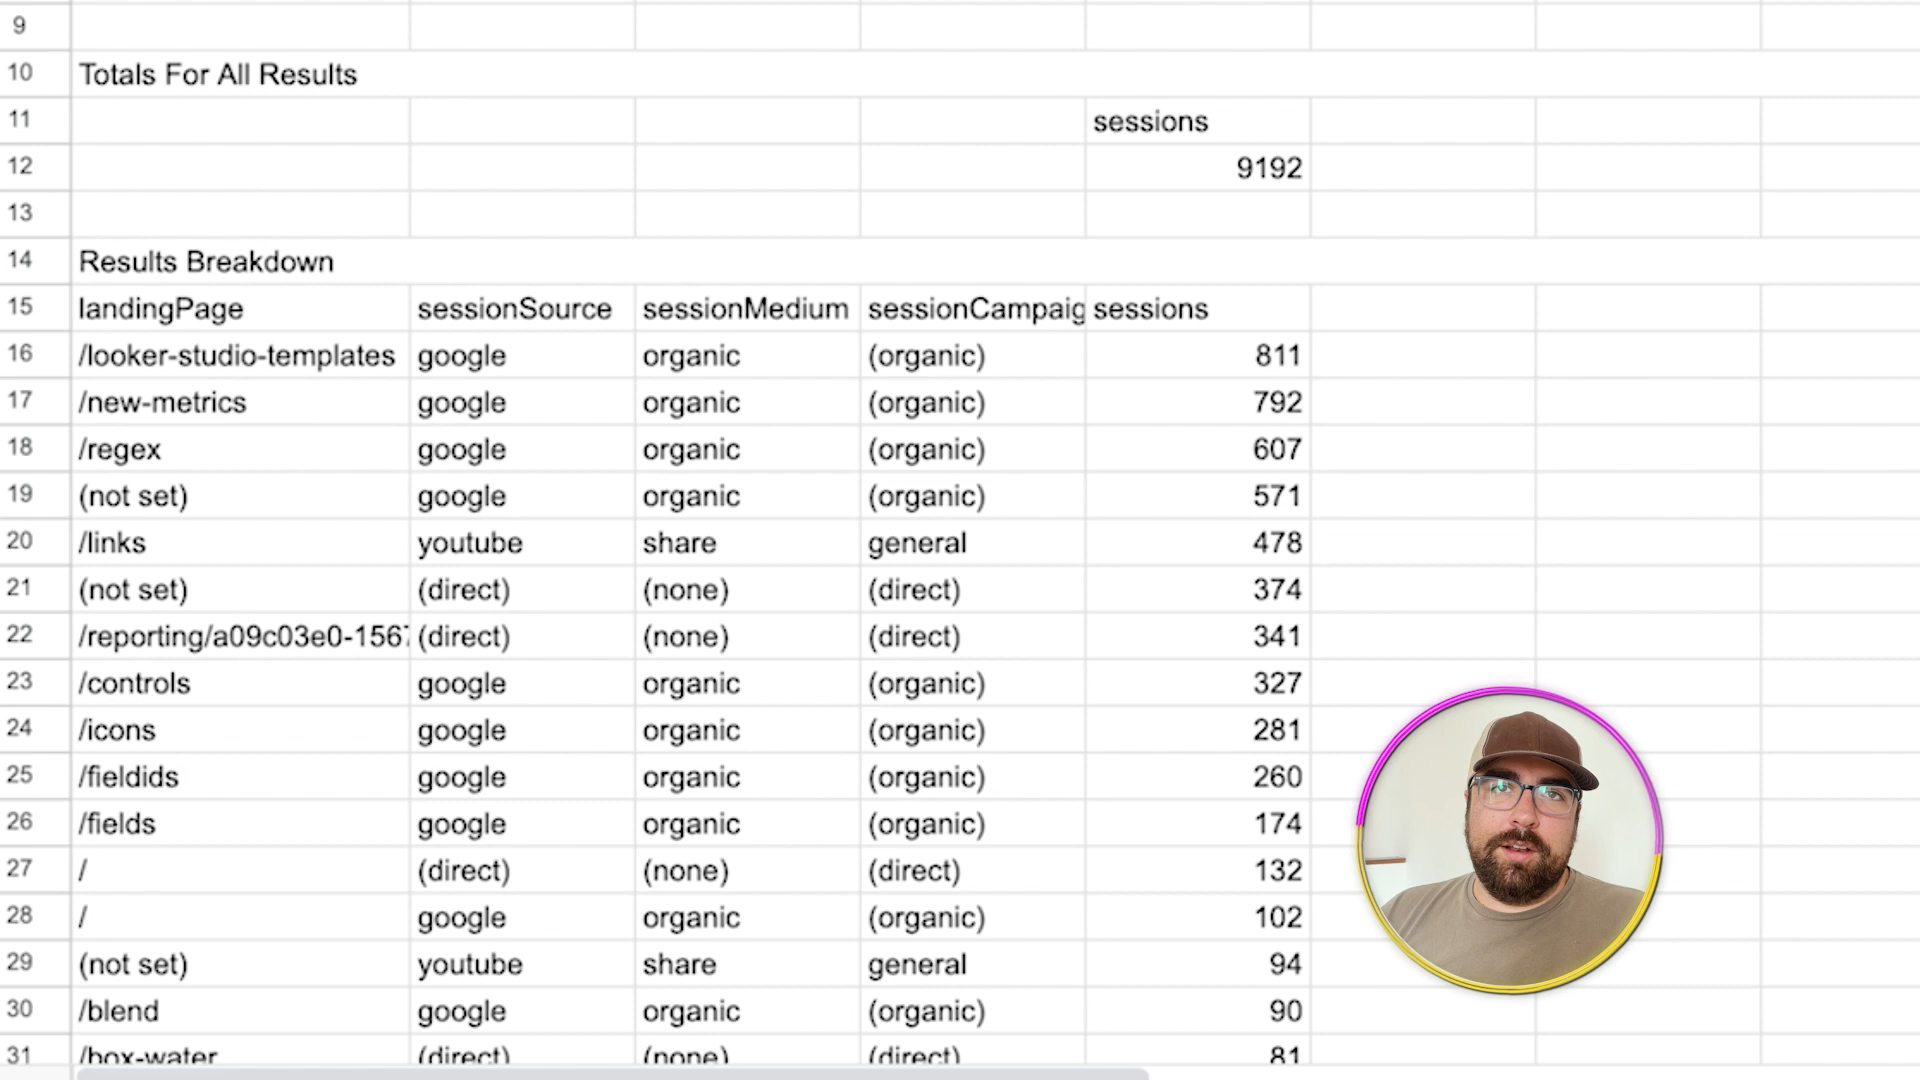 9
10 Totals For All Results
11 sessions
12 9192
13
14 Results Breakdown
15 landingPage sessionSource sessionMedium sessionCampaig sessions
16 /looker-studio-templates google organic (organic) 811
17 /new-metrics google organic (organic) 792
18 /regex google organic (organic) 607
19 (not set) google organic (organic) 571
20 /links youtube share general 478
21 (not set) (direct) (none) (direct) 374
22 /reporting/a09c03e0-1567 (direct) (none) (direct) 341
23 /controls google organic (organic) 327
24 /icons google organic (organic) 281
25 /fieldids google organic (organic) 260
26 /fields google organic (organic) 174
27 / (direct) (none) (direct) 132
28 / google organic (organic) 102
29 (not set) youtube share general 94
30 /blend google organic (organic) 90
31 /box-water (direct) (none) (direct) 81